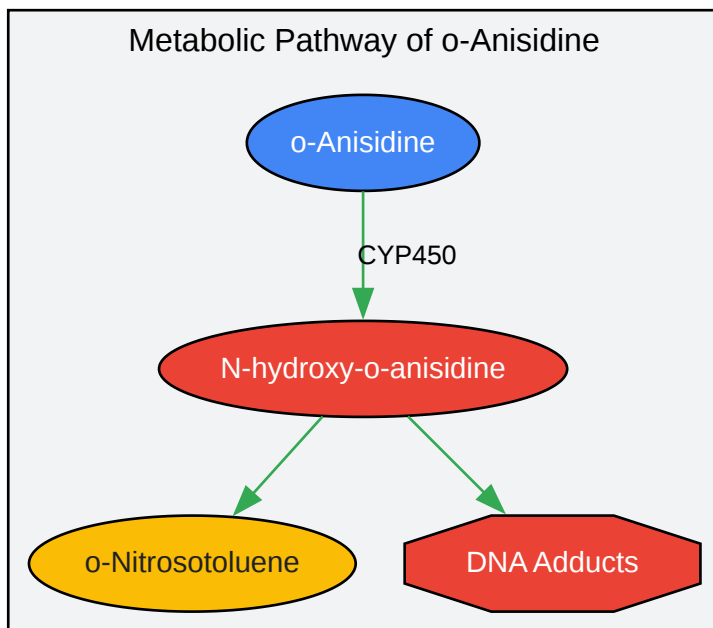 Metabolic Pathway of o-Anisidine
o-Anisidine
CYP450
N-hydroxy-o-anisidine
o-Nitrosotoluene
DNA Adducts